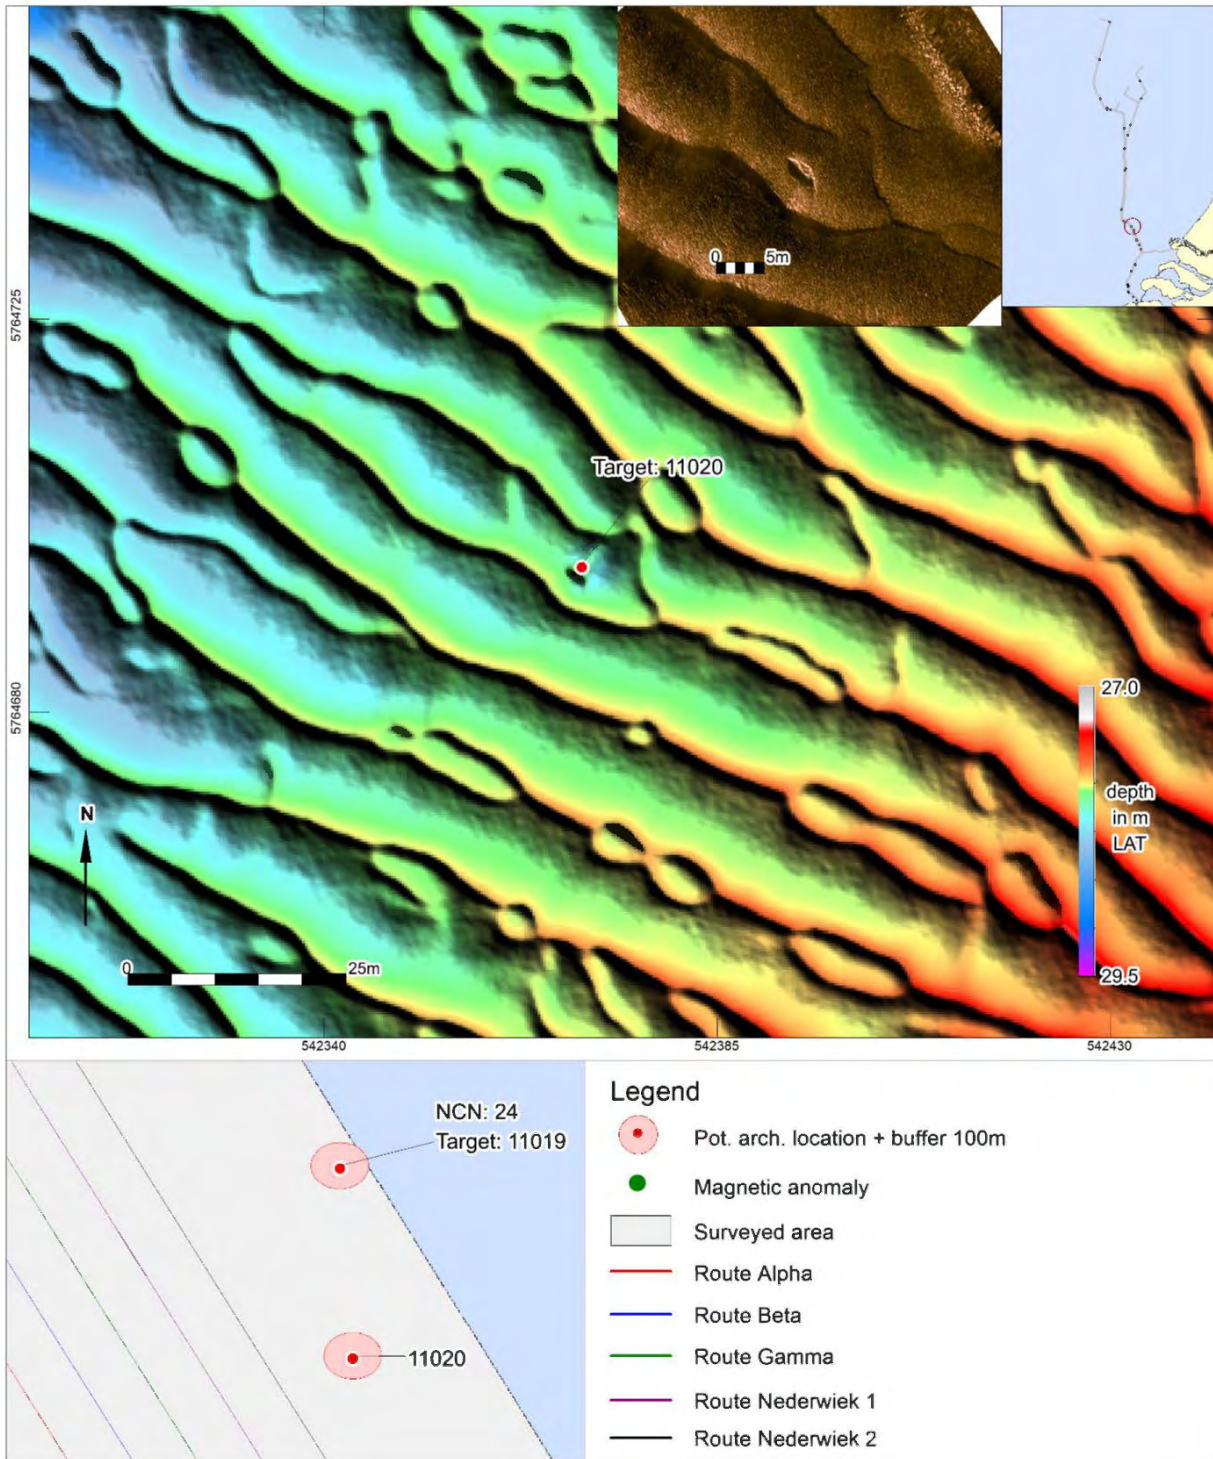 0 5m
5764725
Target: 11020
5764680
27.0
depth
in m
LAT
29.5
N
0 25m
542340 542385 542430
NCN: 24
Target: 11019
11020
Legend
Pot. arch. location + buffer 100m
Magnetic anomaly
Surveyed area
Route Alpha
Route Beta
Route Gamma
Route Nederwiek 1
Route Nederwiek 2